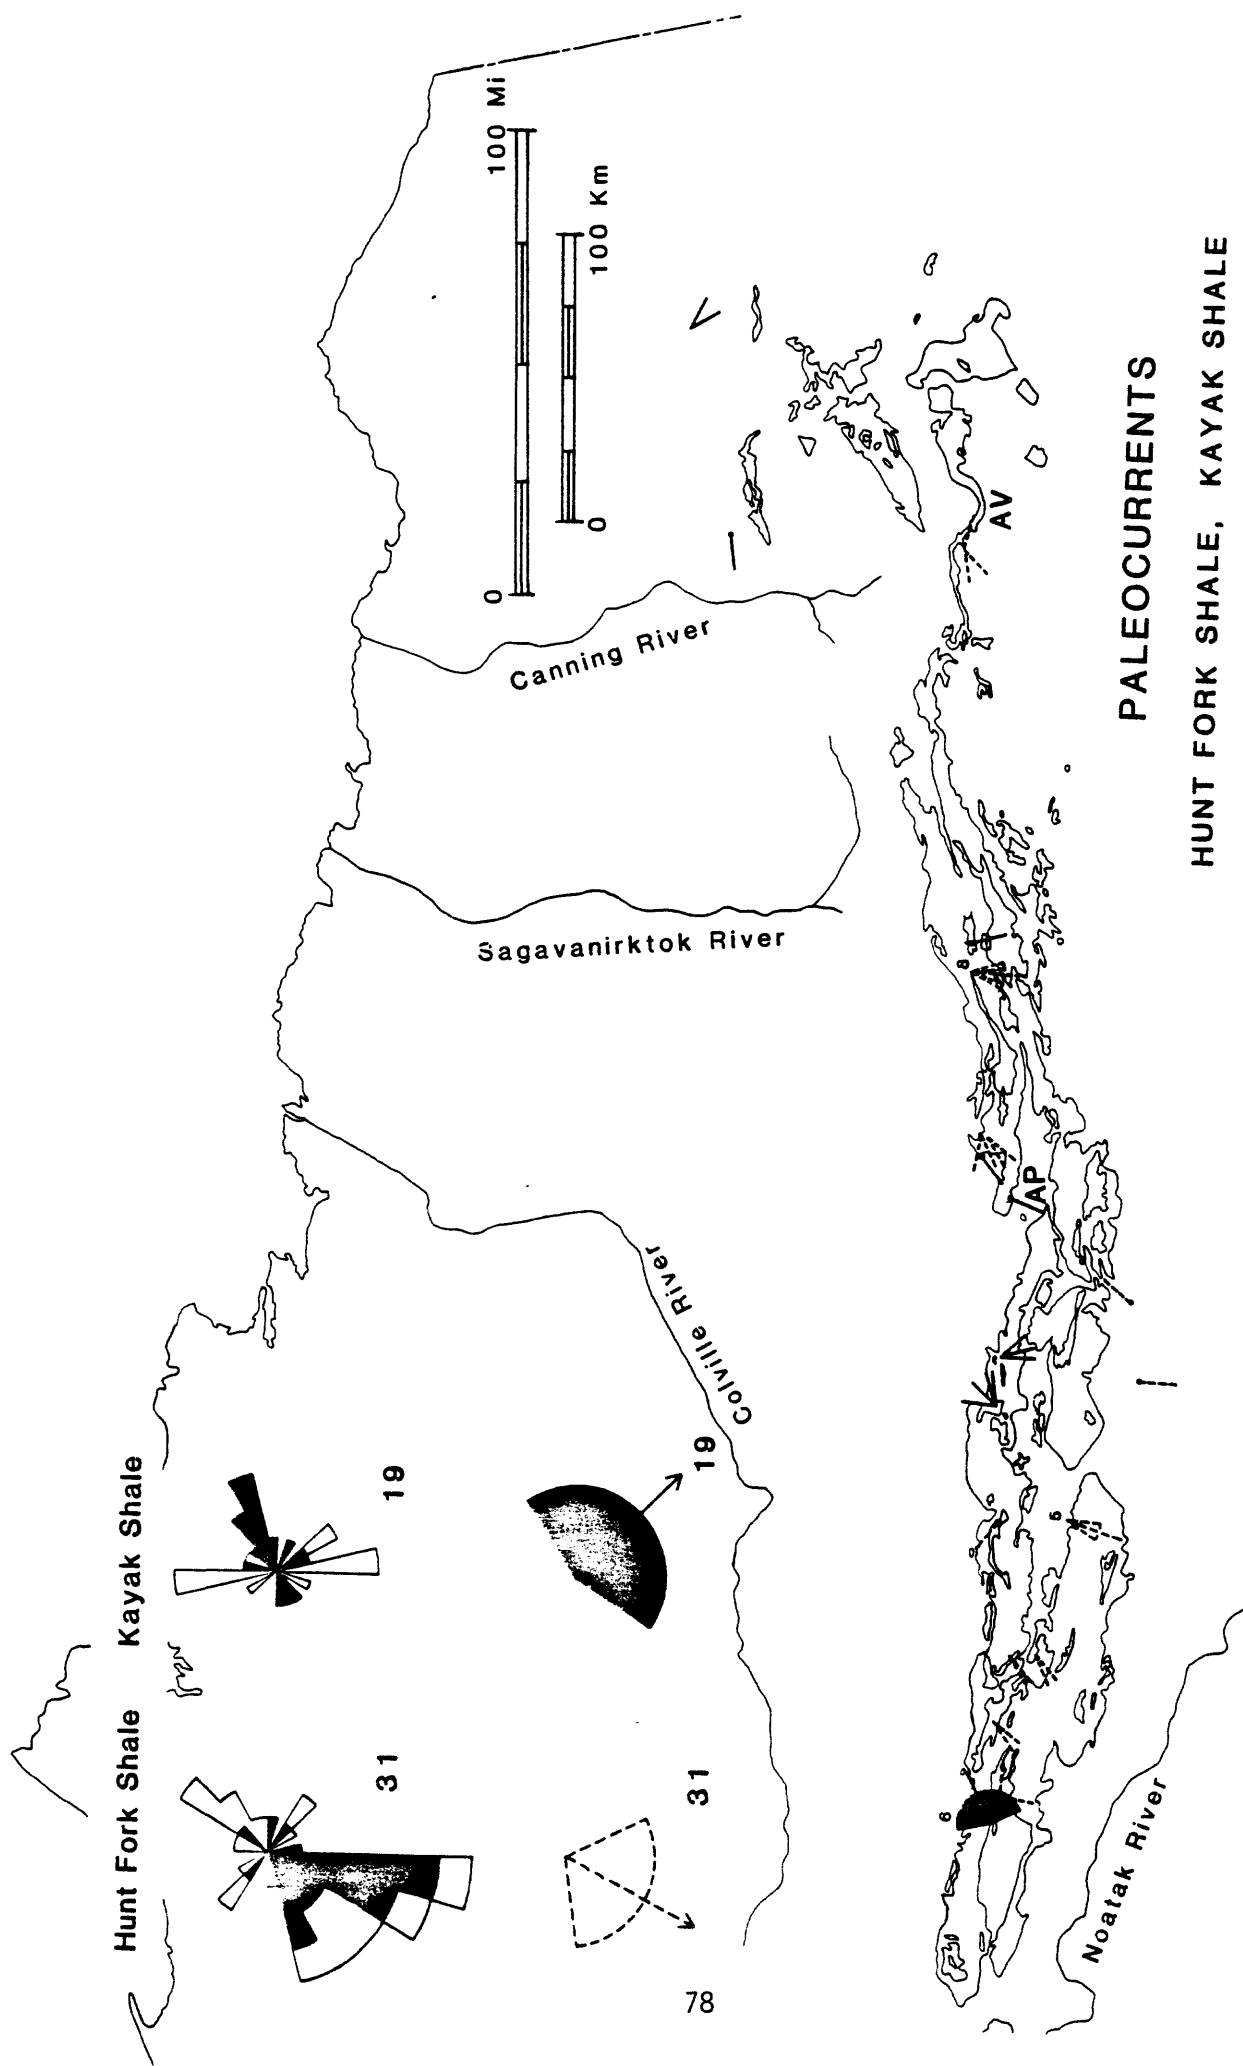 Hunt Fork Shale
Kayak Shale
31
19
31
19
Colville River
Sagavanirktok River
Canning River
0
100 Mi
0
100 Km
Noatak River
6
5
8
AP
AV
PALEOCURRENTS
HUNT FORK SHALE, KAYAK SHALE
78